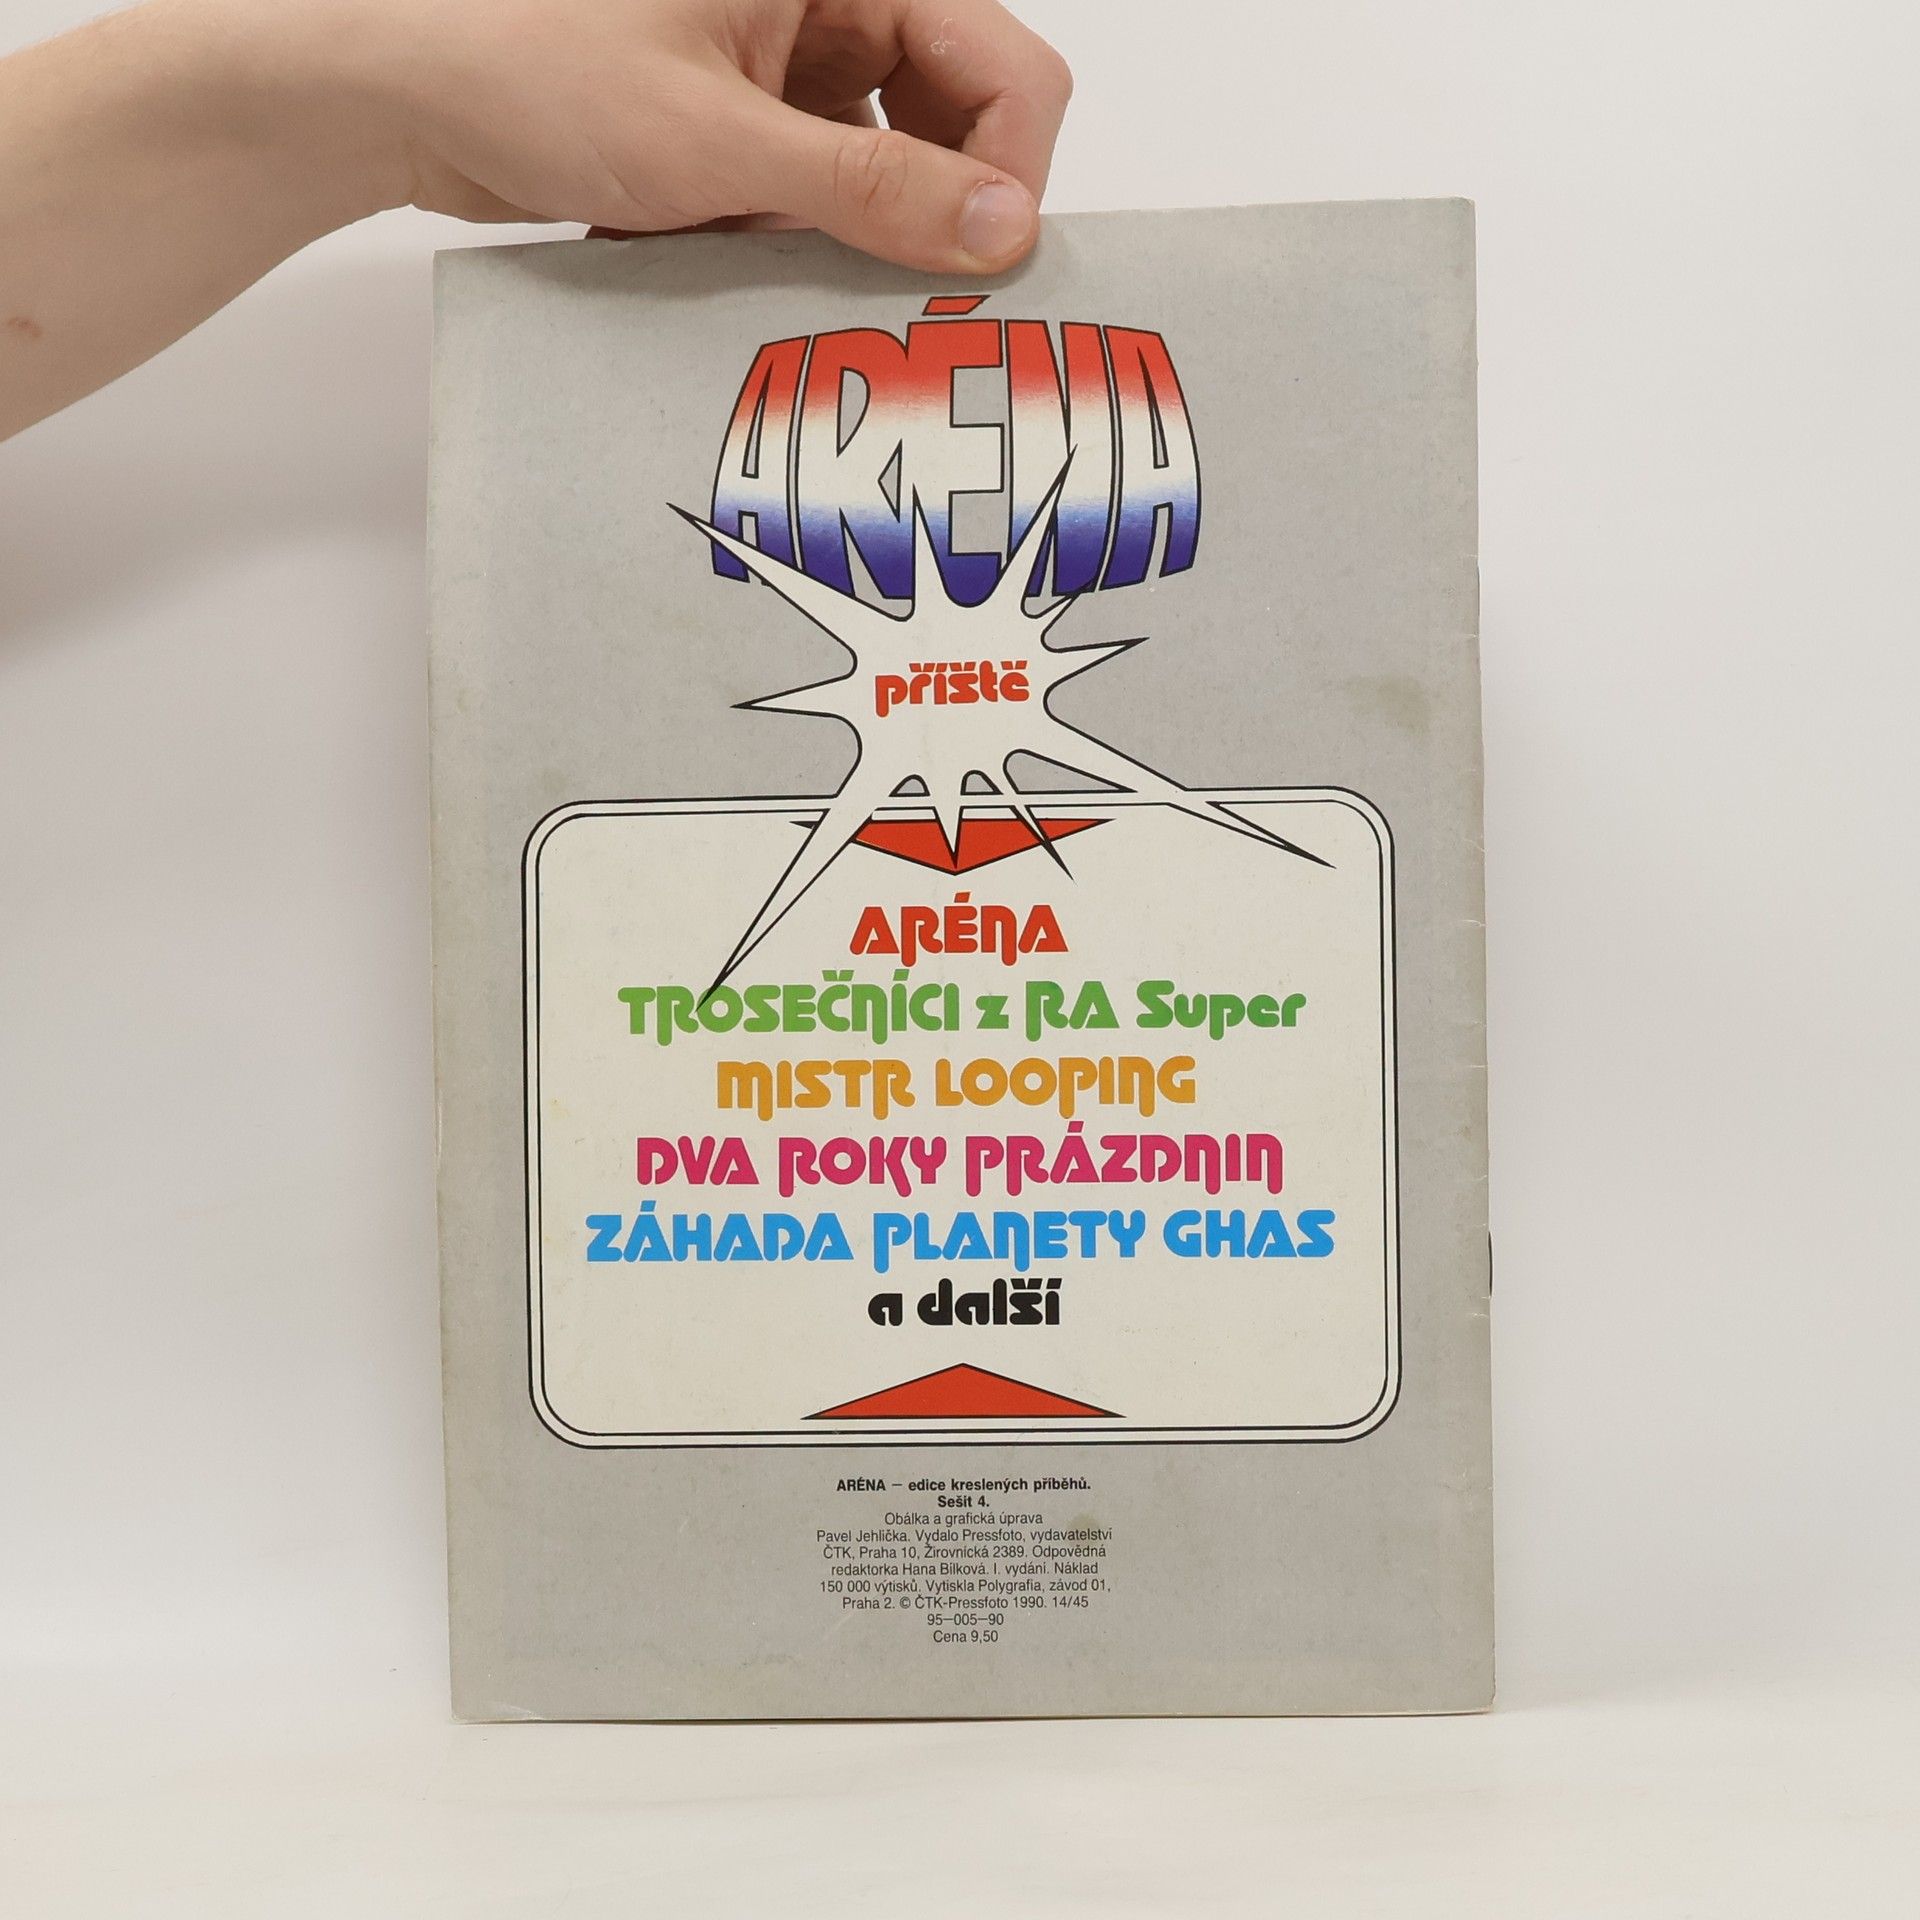 ARÉNA
příště
ARÉNA
TROSEČNÍCI z RA Super
MISTR LOOPING
DVA ROKY PRÁZDNIN
ZÁHADA PLANETY GHAS
a další
ARÉNA — edice kreslených příběhů.
Sešit 4.
Obálka a grafická úprava
Pavel Jehlička. Vydalo Pressfoto, vydavatelství
ČTK, Praha 10, Žirovnická 2389. Odpovědná
redaktorka Hana Bílková. I. vydání. Náklad
150 000 výtisků. Vytiskla Polygrafia, závod 01,
Praha 2. © ČTK-Pressfoto 1990. 14/45
95—005—90
Cena 9,50